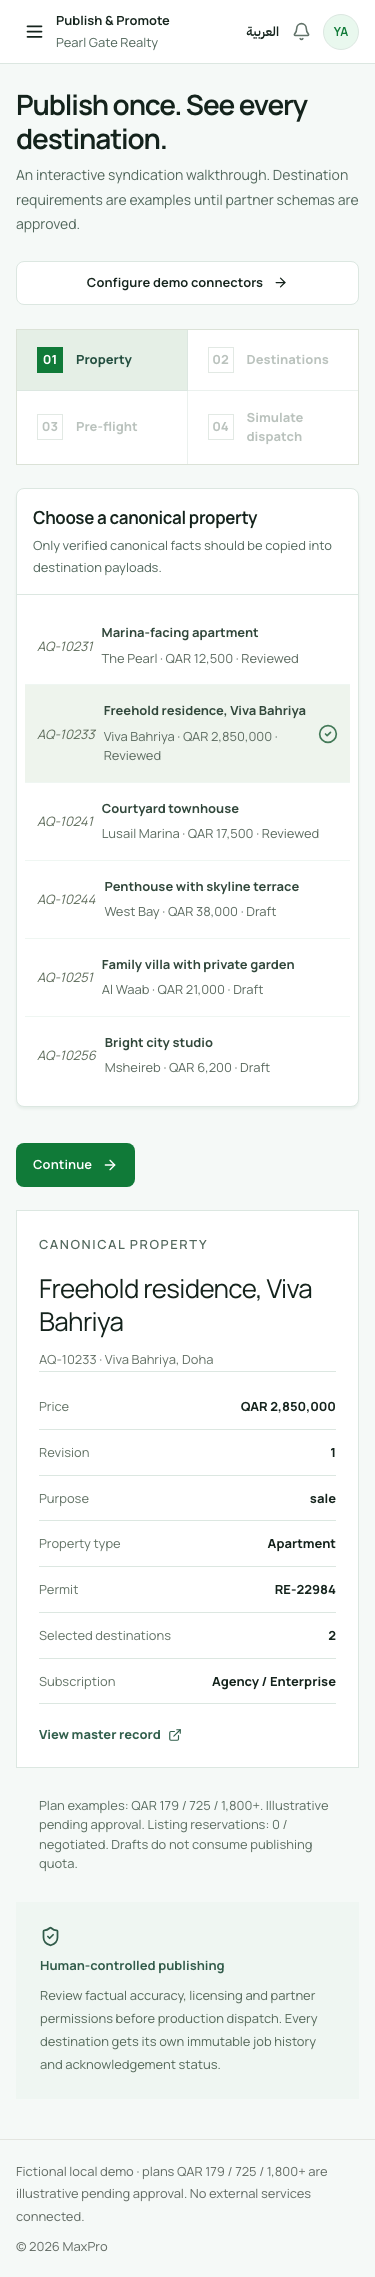 Publish & Promote
Pearl Gate Realty
العربية
YA
Publish once. See every
destination.
An interactive syndication walkthrough. Destination
requirements are examples until partner schemas are
approved.
Configure demo connectors
01 Property
02 Destinations
03 Pre-flight
04 Simulate
dispatch
Choose a canonical property
Only verified canonical facts should be copied into
destination payloads.
AQ-10231
Marina-facing apartment
The Pearl · QAR 12,500 · Reviewed
AQ-10233
Freehold residence, Viva Bahriya
Viva Bahriya · QAR 2,850,000 ·
Reviewed
AQ-10241
Courtyard townhouse
Lusail Marina · QAR 17,500 · Reviewed
AQ-10244
Penthouse with skyline terrace
West Bay · QAR 38,000 · Draft
AQ-10251
Family villa with private garden
Al Waab · QAR 21,000 · Draft
AQ-10256
Bright city studio
Msheireb · QAR 6,200 · Draft
Continue
CANONICAL PROPERTY
Freehold residence, Viva
Bahriya
AQ-10233 · Viva Bahriya, Doha
Price QAR 2,850,000
Revision 1
Purpose sale
Property type Apartment
Permit RE-22984
Selected destinations 2
Subscription Agency / Enterprise
View master record
Plan examples: QAR 179 / 725 / 1,800+. Illustrative
pending approval. Listing reservations: 0 /
negotiated. Drafts do not consume publishing
quota.
Human-controlled publishing
Review factual accuracy, licensing and partner
permissions before production dispatch. Every
destination gets its own immutable job history
and acknowledgement status.
Fictional local demo · plans QAR 179 / 725 / 1,800+ are
illustrative pending approval. No external services
connected.
© 2026 MaxPro